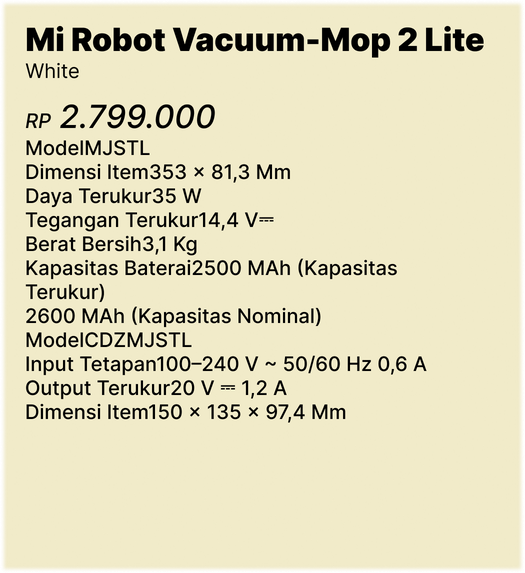 Mi Robot Vacuum-Mop 2 Lite
White
RP 2.799.000
ModelMJSTL
Dimensi Item353 × 81,3 Mm
Daya Terukur35 W
Tegangan Terukur14,4 V⎓
Berat Bersih3,1 Kg
Kapasitas Baterai2500 MAh (Kapasitas
Terukur)
2600 MAh (Kapasitas Nominal)
ModelCDZMJSTL
Input Tetapan100–240 V ~ 50/60 Hz 0,6 A
Output Terukur20 V ⎓ 1,2 A
Dimensi Item150 × 135 × 97,4 Mm